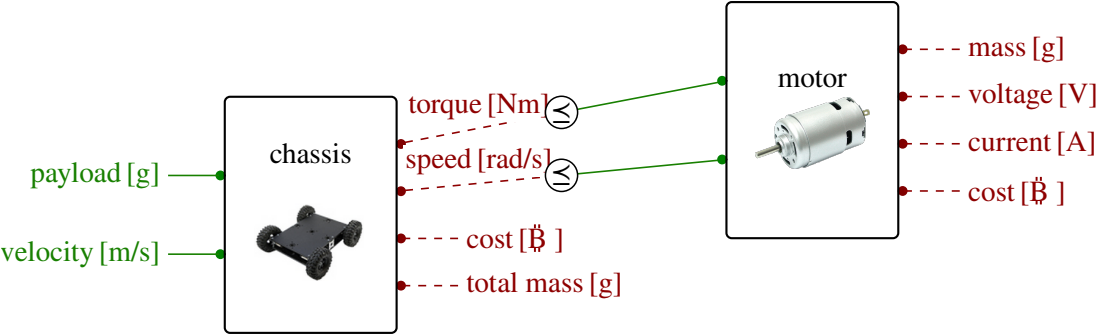 mass [g]
motor
voltage [V]
torque [Nm]
⪯
current [A]
chassis
speed [rad/s]
payload [g]
⪯
cost [₿̈ ]
cost [₿̈ ]
velocity [m/s]
total mass [g]